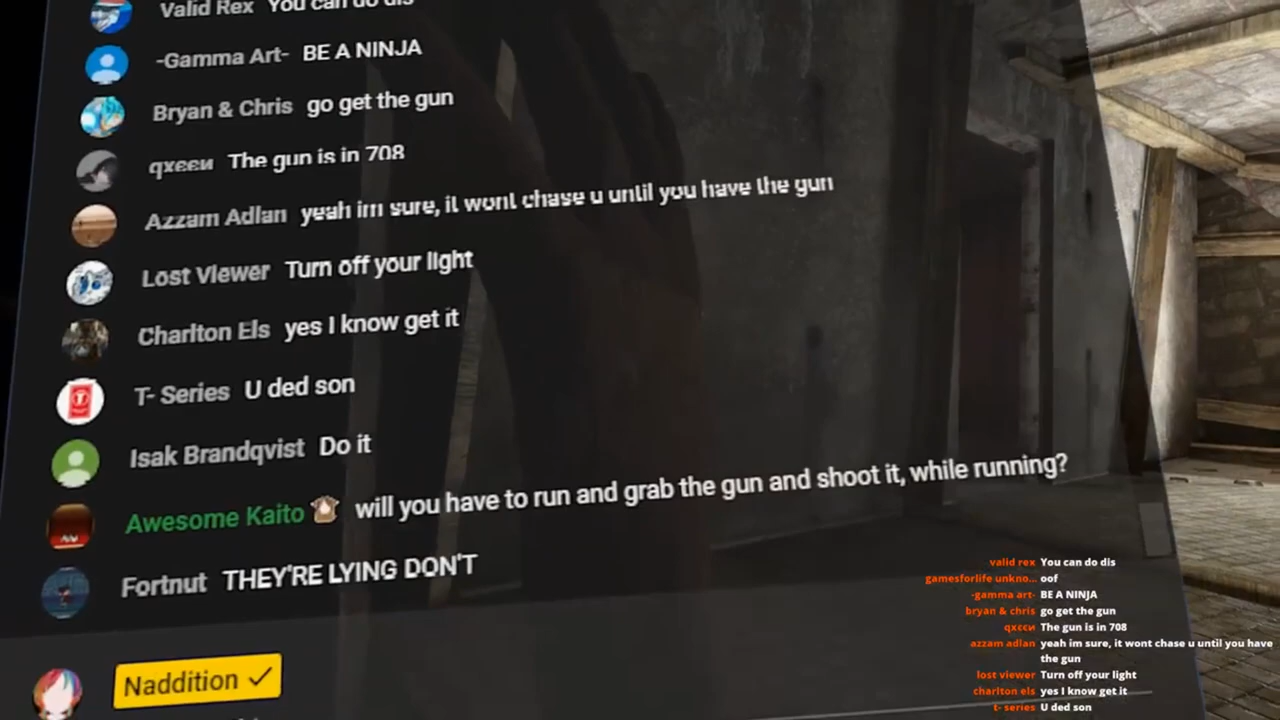 Valid Rex You can do dis
-Gamma Art- BE A NINJA
Bryan & Chris go get the gun
qxєєи The gun is in 708
Azzam Adlan yeah im sure, it wont chase u until you have the gun
Lost Viewer Turn off your light
Charlton Els yes I know get it
T- Series U ded son
Isak Brandqvist Do it
Awesome Kaito will you have to run and grab the gun and shoot it, while running?
Fortnut THEY'RE LYING DON'T
Naddition ✓
valid rex You can do dis
gamesforlife unkno... oof
-gamma art- BE A NINJA
bryan & chris go get the gun
qxєєи The gun is in 708
azzam adlan yeah im sure, it wont chase u until you have
the gun
lost viewer Turn off your light
charlton els yes I know get it
t- series U ded son